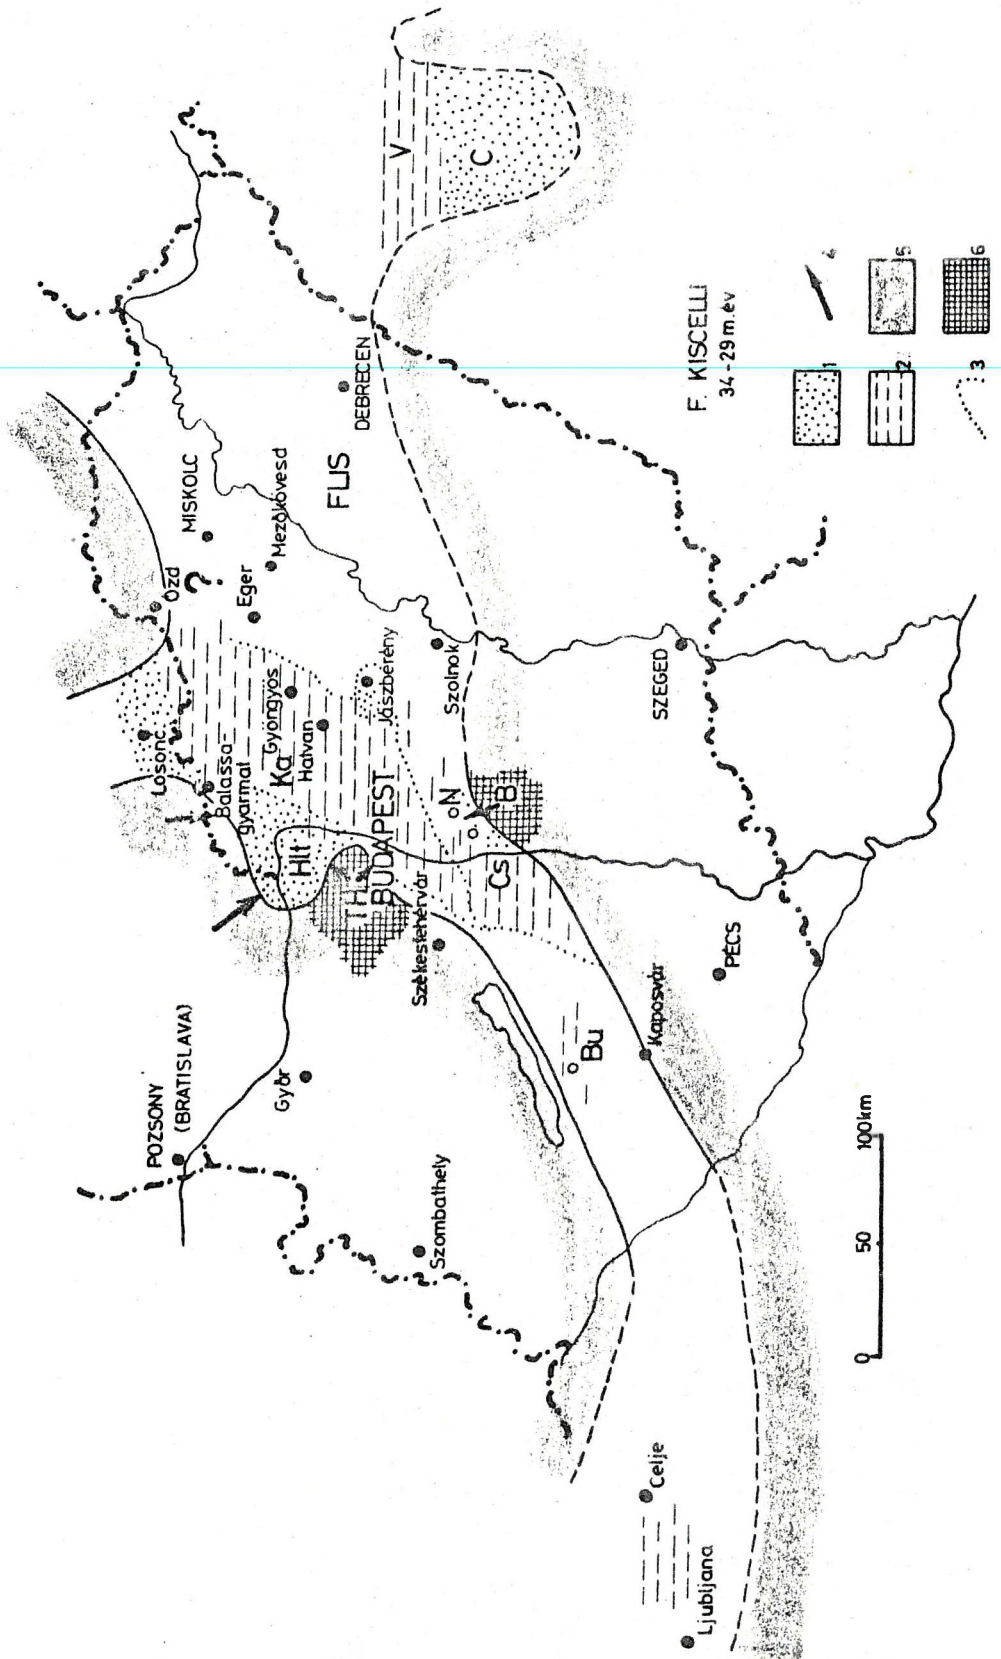 POZSONY
(BRATISLAVA)
Győr
Szombathely
Losonc
Balassa
gyarmat
Ózd
?
MISKOLC
Eger
Mezőkövesd
Ka
Gyöngyös
Hatvan
Hlt
BUDAPEST
Jászberény
Székesfehérvár
FLIS
DEBRECEN
V
C
N
Szolnok
B
Cs
Bu
Kaposvár
PÉCS
SZEGED
Celje
Ljubljana
F. KISCELLI
34-29 m.év
1
2
3
4
5
6
0
50
100km